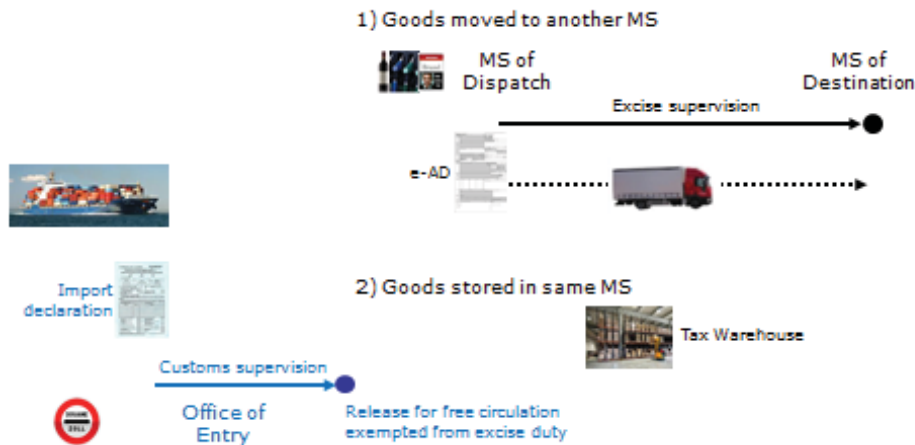 1) Goods moved to another MS
MS of
Dispatch
MS of
Destination
Excise supervision
e-AD
Import
declaration
2) Goods stored in same MS
Tax Warehouse
Customs supervision
Office of
Entry
Release for free circulation
exempted from excise duty